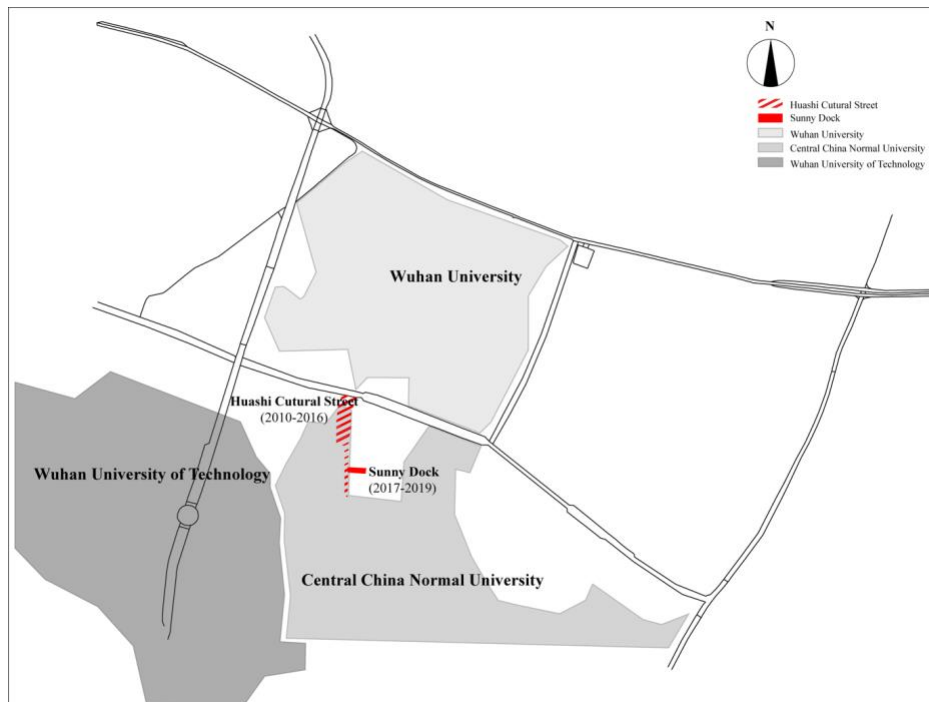 N
Huashi Cutural Street
Sunny Dock
Wuhan University
Central China Normal University
Wuhan University of Technology
Wuhan University
Huashi Cutural Street
(2010-2016)
Wuhan University of Technology
Sunny Dock
(2017-2019)
Central China Normal University